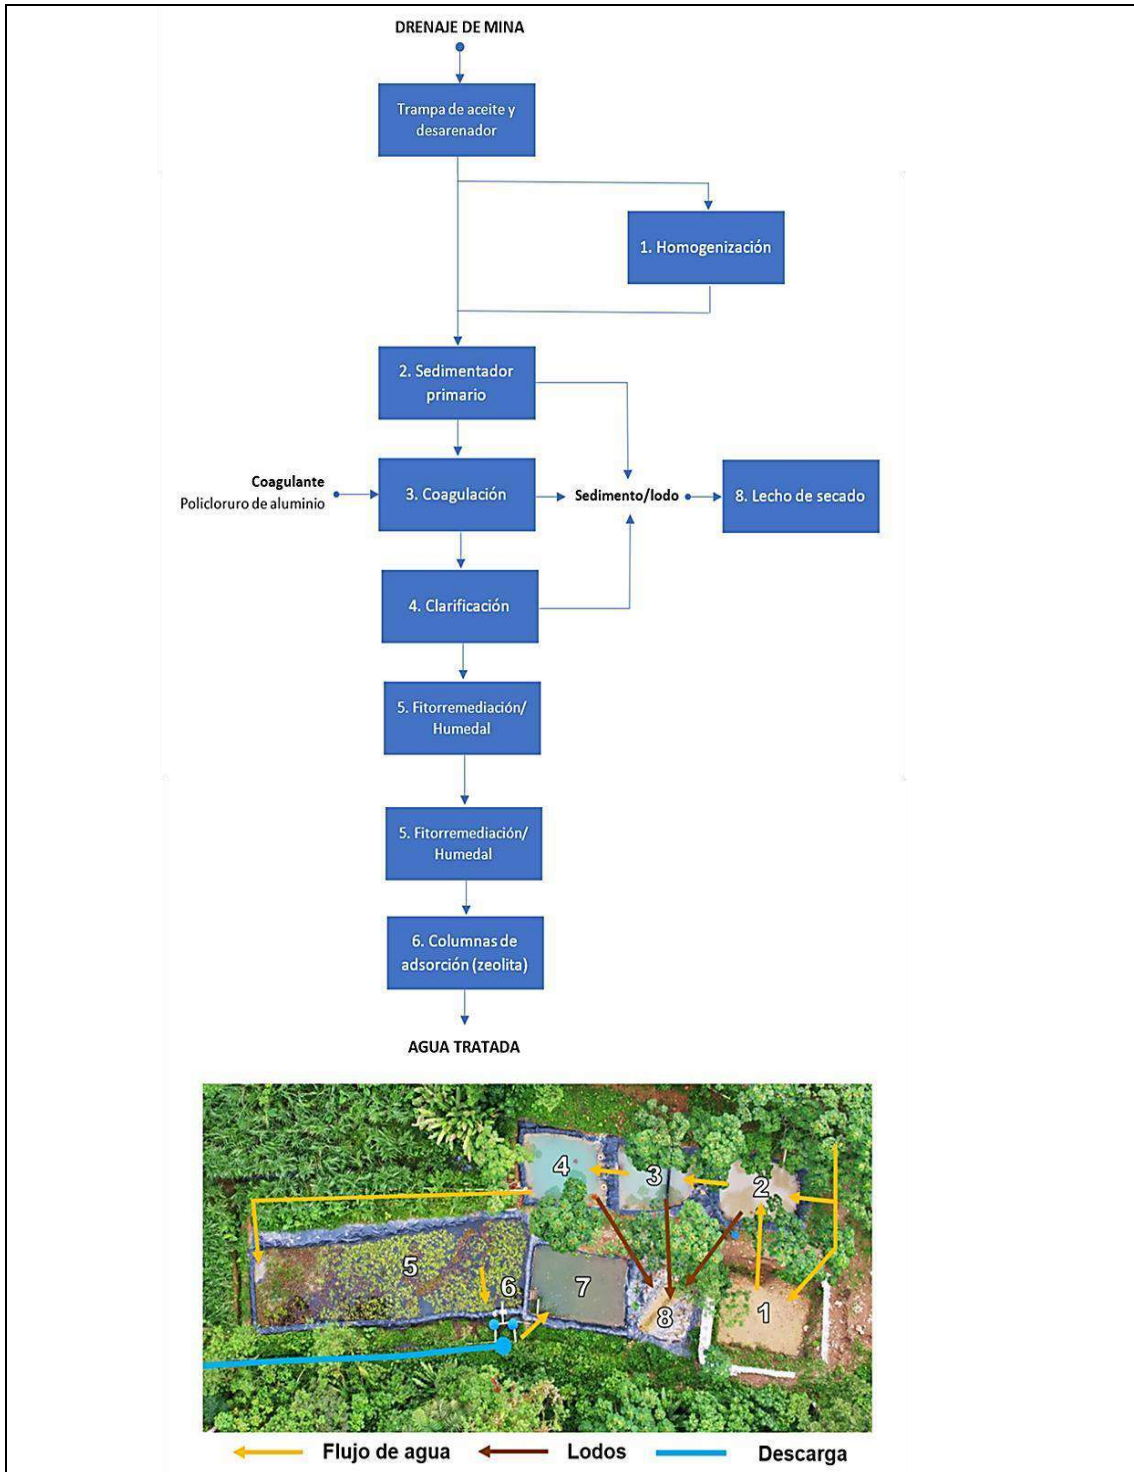 DRENAJE DE MINA
Trampa de aceite y
desarenador
1. Homogenización
2. Sedimentador
primario
Coagulante
Policloruro de aluminio
3. Coagulación
Sedimento/lodo
8. Lecho de secado
4. Clarificación
5. Fitorremediación/
Humedal
5. Fitorremediación/
Humedal
6. Columnas de
adsorción (zeolita)
AGUA TRATADA
4
3
2
5
6
7
8
1
Flujo de agua
Lodos
Descarga